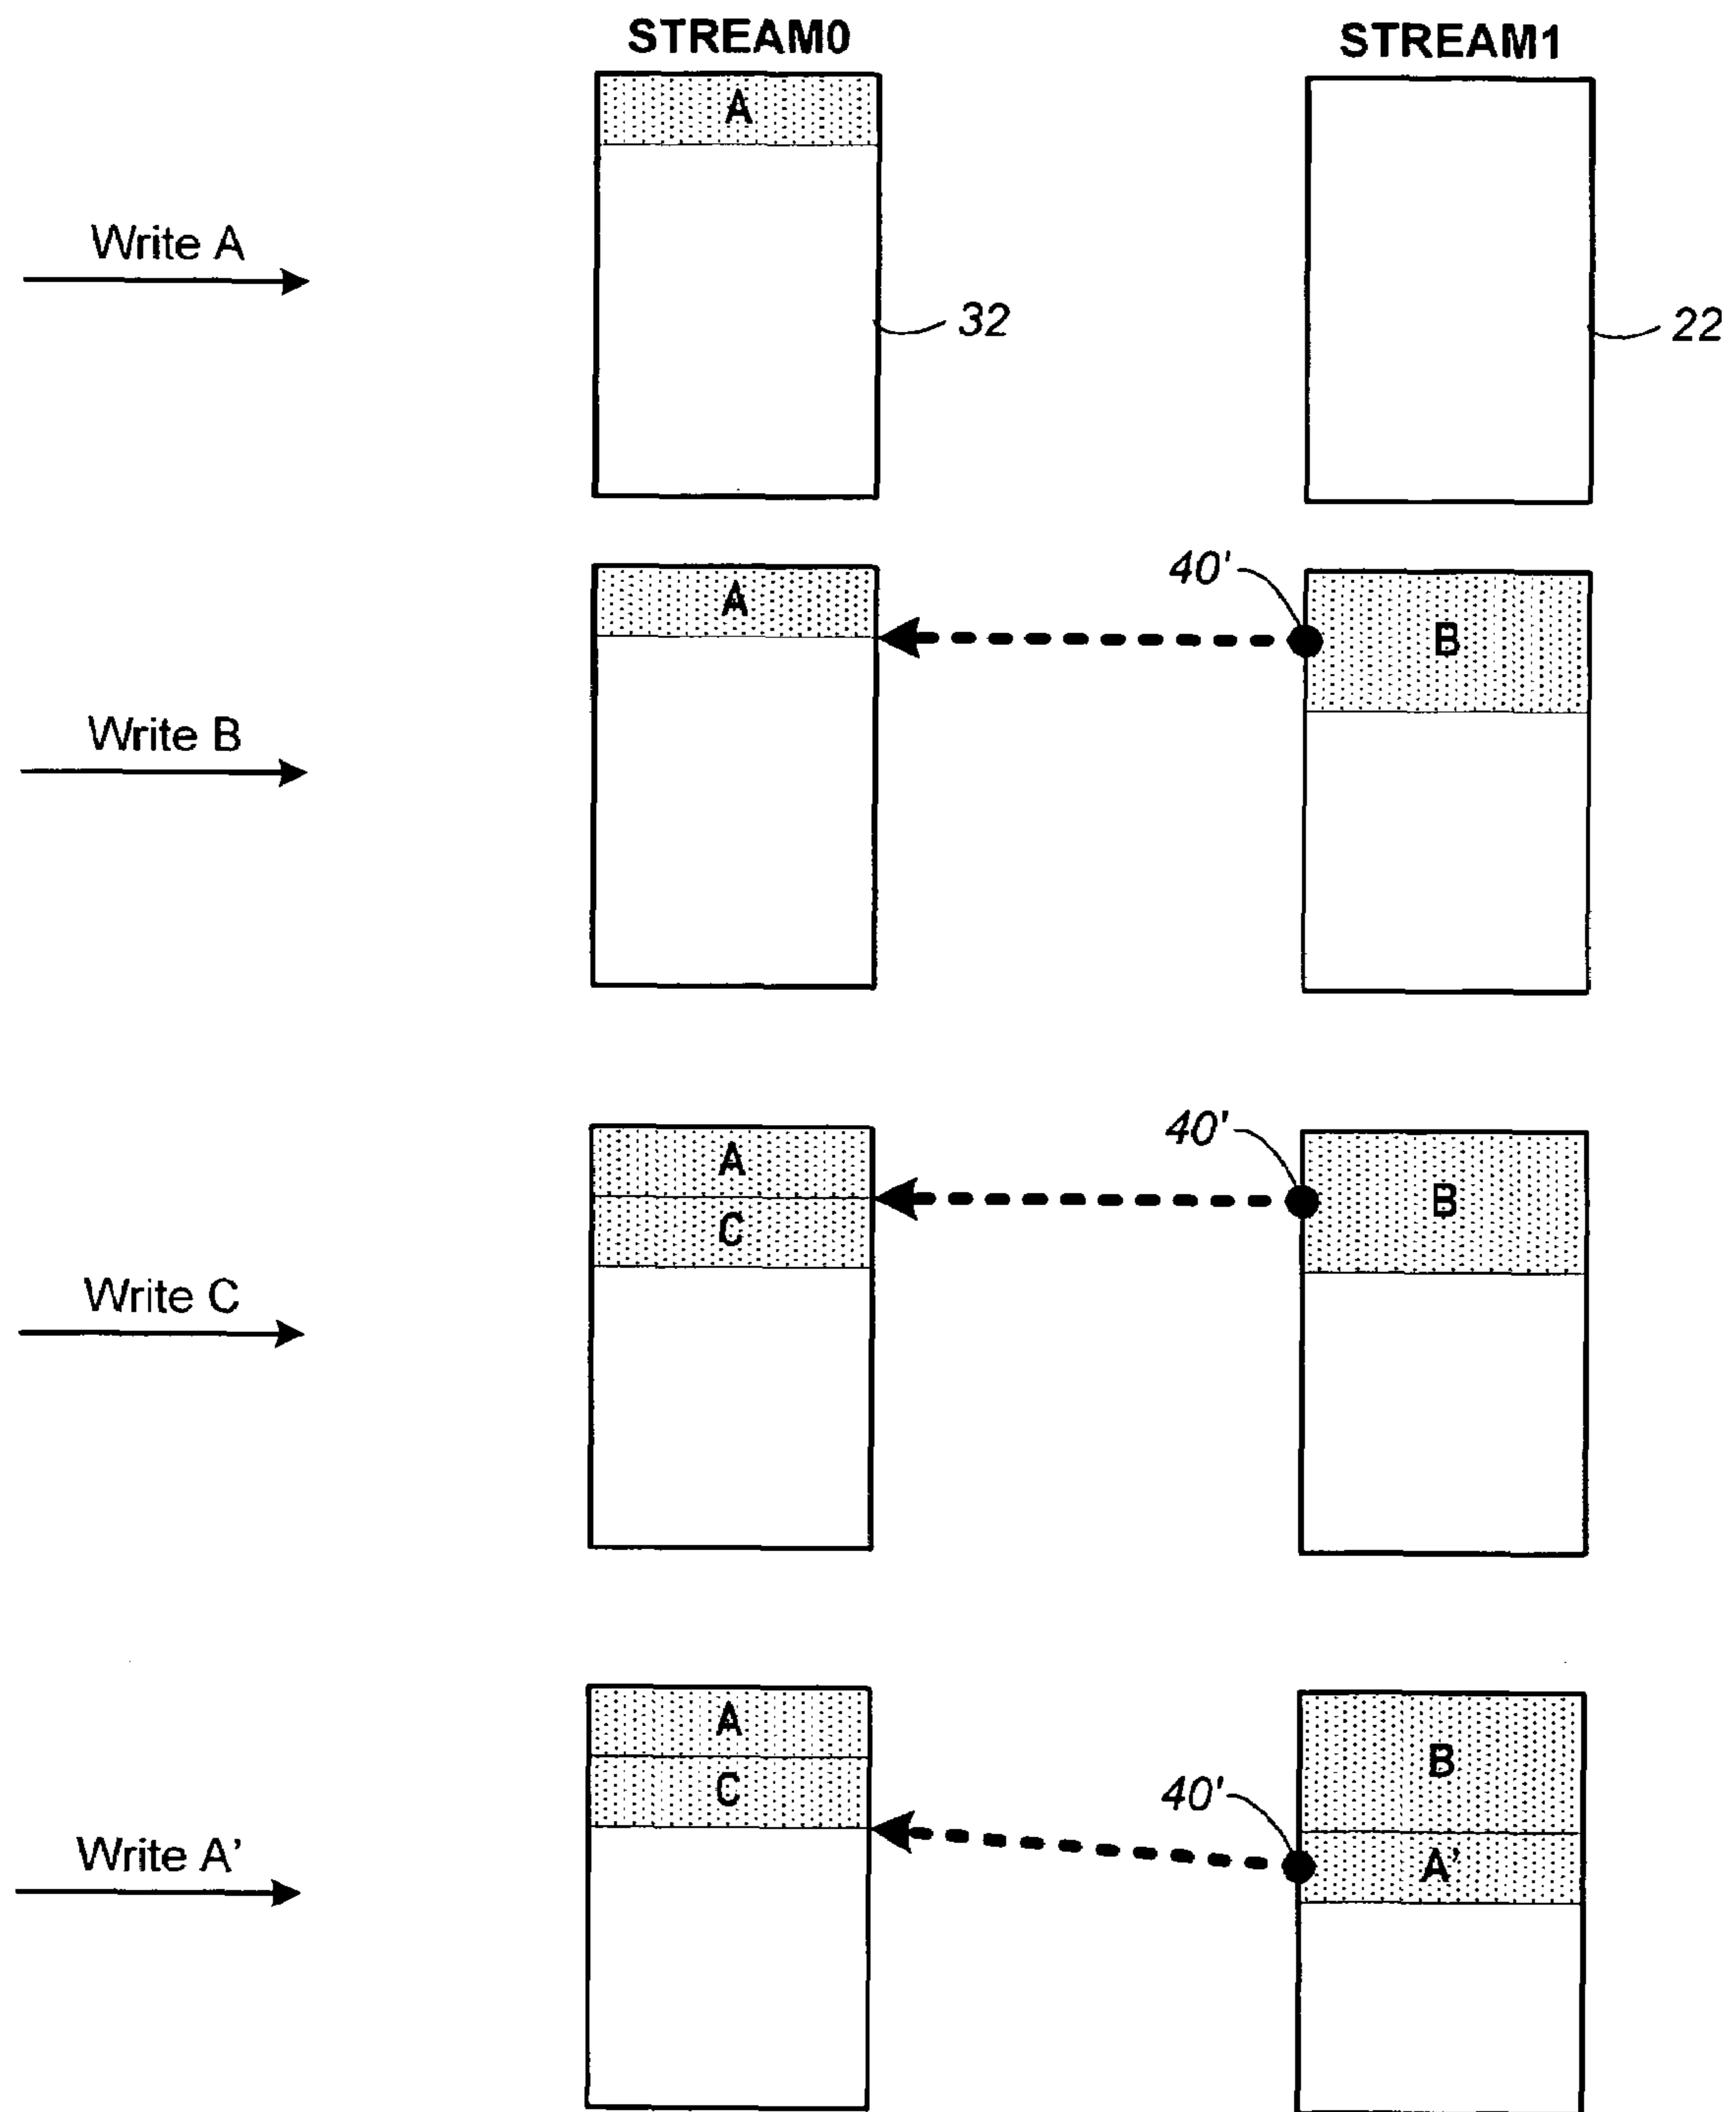 STREAM0 STREAM1
A
Write A
32 22
A 40' B
Write B
A 40' B
C
Write C
A B
C 40'
Write A' A'